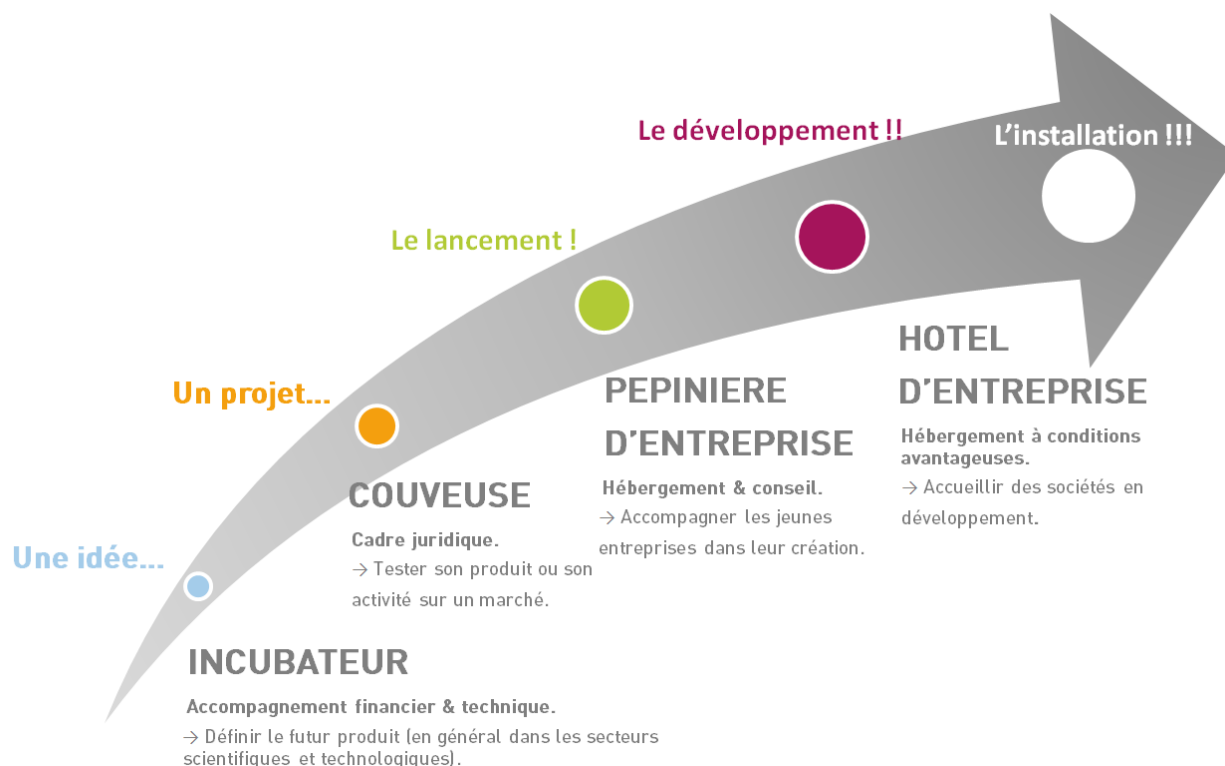 Une idée...
INCUBATEUR
Accompagnement financier & technique.
→ Définir le futur produit (en général dans les secteurs
scientifiques et technologiques).
Un projet...
COUVEUSE
Cadre juridique.
→ Tester son produit ou son
activité sur un marché.
Le lancement !
PEPINIERE
D'ENTREPRISE
Hébergement & conseil.
→ Accompagner les jeunes
entreprises dans leur création.
Le développement !!
HOTEL
D'ENTREPRISE
Hébergement à conditions
avantageuses.
→ Accueillir des sociétés en
développement.
L'installation !!!